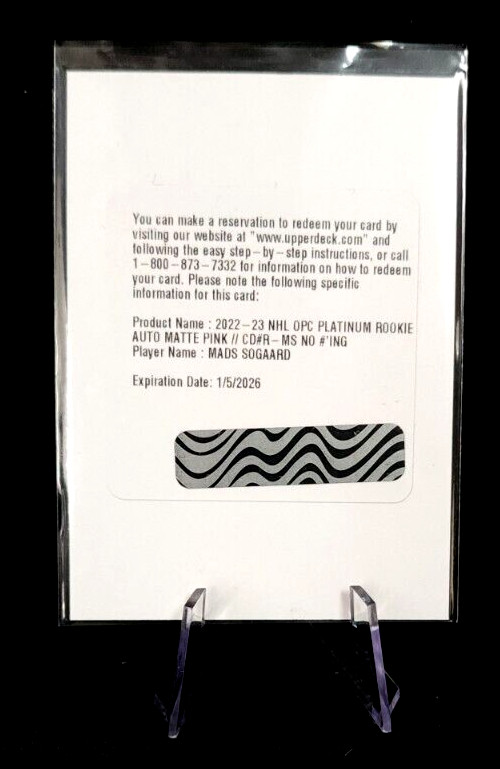 You can make a reservation to redeem your card by
visiting our website at "www.upperdeck.com" and
following the easy step-by-step instructions, or call
1-800-873-7332 for information on how to redeem
your card. Please note the following specific
information for this card:
Product Name : 2022-23 NHL OPC PLATINUM ROOKIE
AUTO MATTE PINK // CD#R-MS NO #'ING
Player Name : MADS SOGAARD
Expiration Date: 1/5/2026